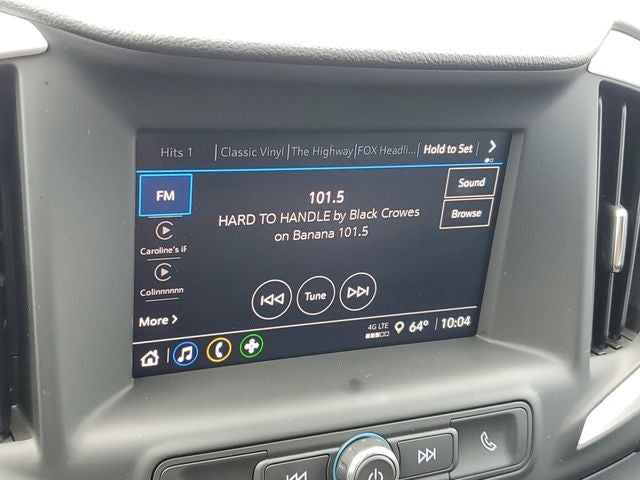 Hits 1 Classic Vinyl The Highway FOX Headli... Hold to Set
FM
101.5
Sound
HARD TO HANDLE by Black Crowes
Browse
on Banana 101.5
Caroline's iF
Colinnnnnn
Tune
More
4G LTE
64° 10:04